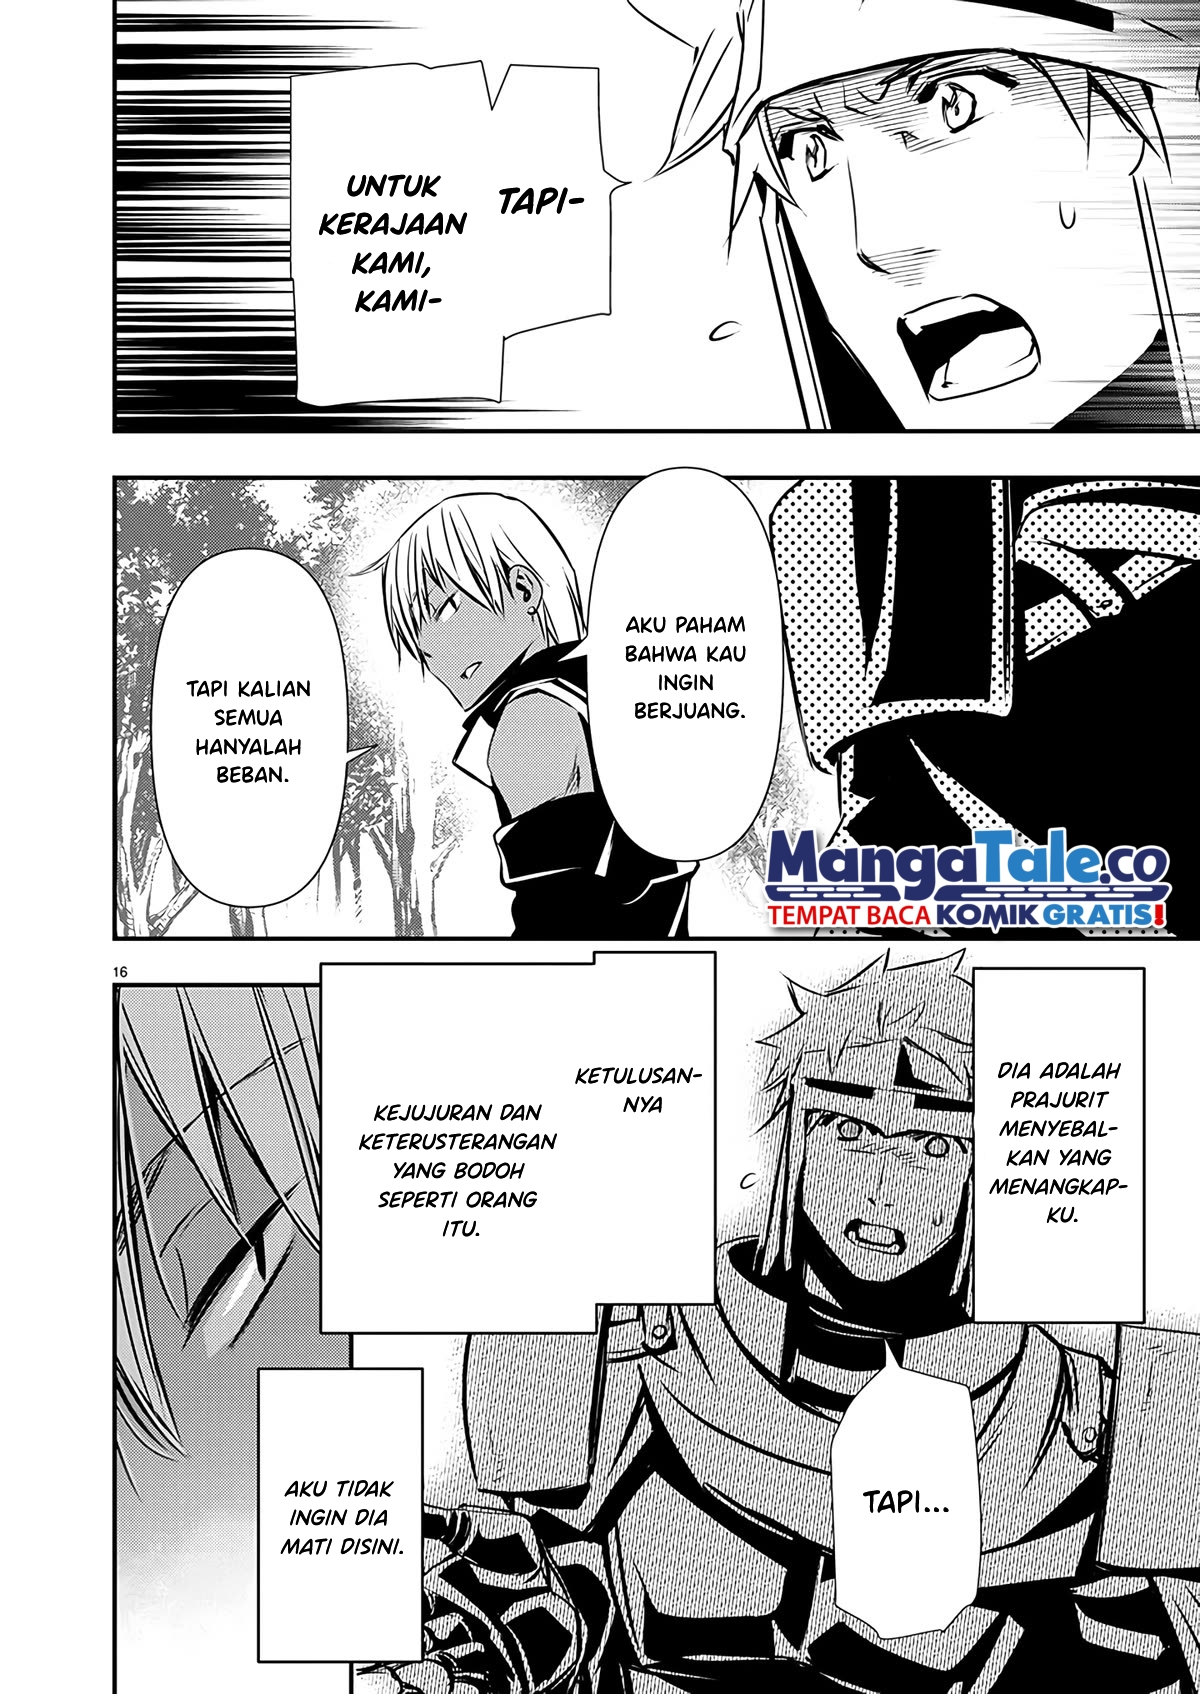 TAPI-
UNTUK
KERAJAAN
KAMI,
KAMI-
AKU PAHAM
BAHWA KAU
INGIN
BERJUANG.
TAPI KALIAN
SEMUA
HANYALAH
BEBAN.
MangaTale.co
TEMPAT BACA KOMIK GRATIS!
16
DIA ADALAH
PRAJURIT
MENYEBAL-
KAN YANG
MENANGKAP-
KU.
KETULUSAN-
NYA
KEJUJURAN DAN
KETERUSTERANGAN
YANG BODOH
SEPERTI ORANG
ITU.
TAPI...
AKU TIDAK
INGIN DIA
MATI DISINI.